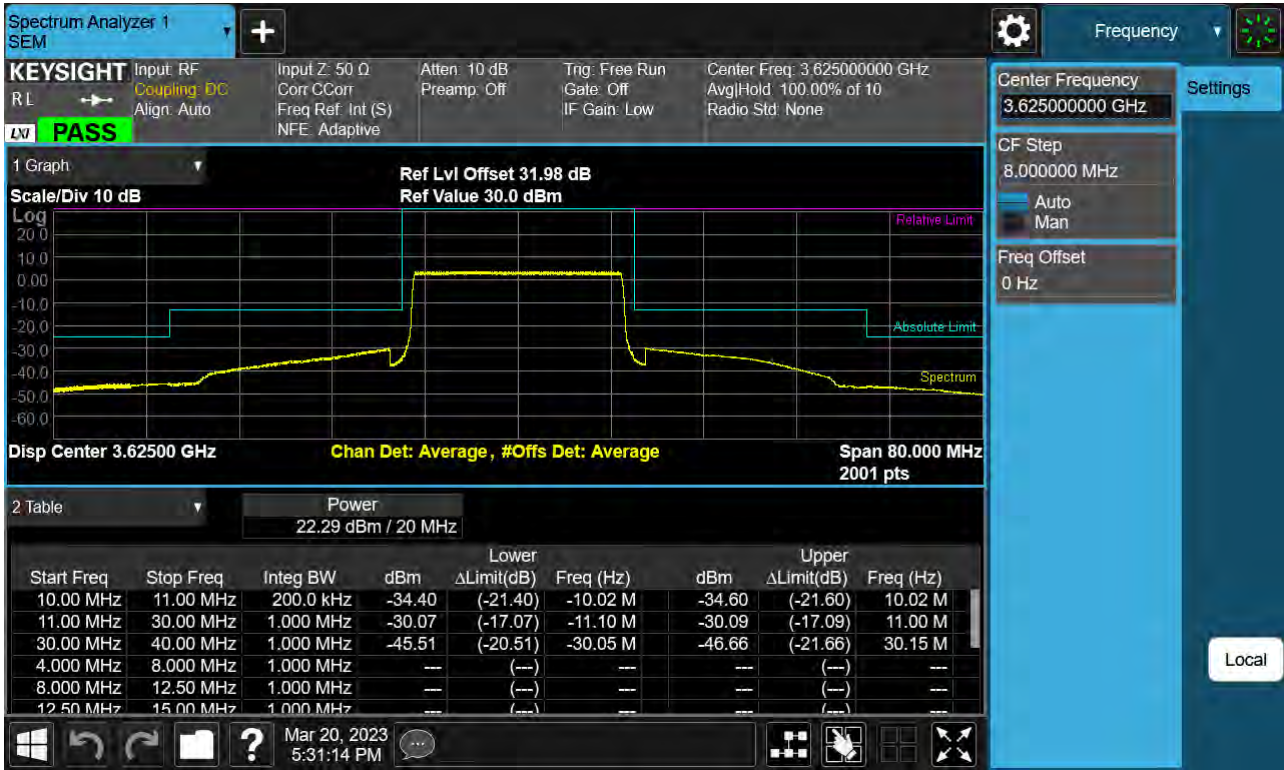 Spectrum Analyzer 1
SEM
Frequency
KEYSIGHT
RL
LXI
PASS
Input: RF
Coupling: DC
Align: Auto
Input Z: 50 Ω
Corr CCorr
Freq Ref: Int (S)
NFE: Adaptive
Atten: 10 dB
Preamp: Off
Trig: Free Run
Gate: Off
IF Gain: Low
Center Freq: 3.625000000 GHz
Avg|Hold: 100.00% of 10
Radio Std: None
Center Frequency
3.625000000 GHz
Settings
CF Step
8.000000 MHz
Auto
Man
Freq Offset
0 Hz
Local
1 Graph
Scale/Div 10 dB
Ref Lvl Offset 31.98 dB
Ref Value 30.0 dBm
Log
20.0
10.0
0.00
-10.0
-20.0
-30.0
-40.0
-50.0
-60.0
Relative Limit
Absolute Limit
Spectrum
Disp Center 3.62500 GHz
Chan Det: Average , #Offs Det: Average
Span 80.000 MHz
2001 pts
2 Table
Power
22.29 dBm / 20 MHz
Lower Upper
Start Freq Stop Freq Integ BW dBm ΔLimit(dB) Freq (Hz) dBm ΔLimit(dB) Freq (Hz)
10.00 MHz 11.00 MHz 200.0 kHz -34.40 (-21.40) -10.02 M -34.60 (-21.60) 10.02 M
11.00 MHz 30.00 MHz 1.000 MHz -30.07 (-17.07) -11.10 M -30.09 (-17.09) 11.00 M
30.00 MHz 40.00 MHz 1.000 MHz -45.51 (-20.51) -30.05 M -46.66 (-21.66) 30.15 M
4.000 MHz 8.000 MHz 1.000 MHz --- (---) --- --- (---) ---
8.000 MHz 12.50 MHz 1.000 MHz --- (---) --- --- (---) ---
12.50 MHz 15.00 MHz 1.000 MHz --- (---) --- --- (---) ---
Mar 20, 2023
5:31:14 PM